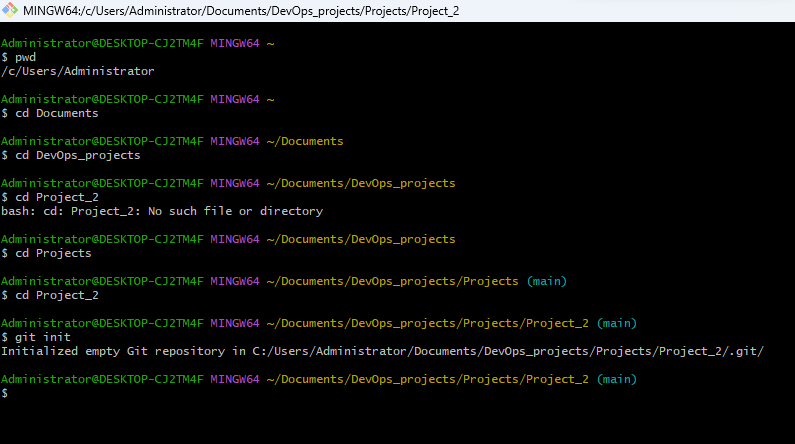 MINGW64:/c/Users/Administrator/Documents/DevOps_projects/Projects/Project_2
Administrator@DESKTOP-CJ2TM4F MINGW64 ~
$ pwd
/c/Users/Administrator
Administrator@DESKTOP-CJ2TM4F MINGW64 ~
$ cd Documents
Administrator@DESKTOP-CJ2TM4F MINGW64 ~/Documents
$ cd DevOps_projects
Administrator@DESKTOP-CJ2TM4F MINGW64 ~/Documents/DevOps_projects
$ cd Project_2
bash: cd: Project_2: No such file or directory
Administrator@DESKTOP-CJ2TM4F MINGW64 ~/Documents/DevOps_projects
$ cd Projects
Administrator@DESKTOP-CJ2TM4F MINGW64 ~/Documents/DevOps_projects/Projects (main)
$ cd Project_2
Administrator@DESKTOP-CJ2TM4F MINGW64 ~/Documents/DevOps_projects/Projects/Project_2 (main)
$ git init
Initialized empty Git repository in C:/Users/Administrator/Documents/DevOps_projects/Projects/Project_2/.git/
Administrator@DESKTOP-CJ2TM4F MINGW64 ~/Documents/DevOps_projects/Projects/Project_2 (main)
$